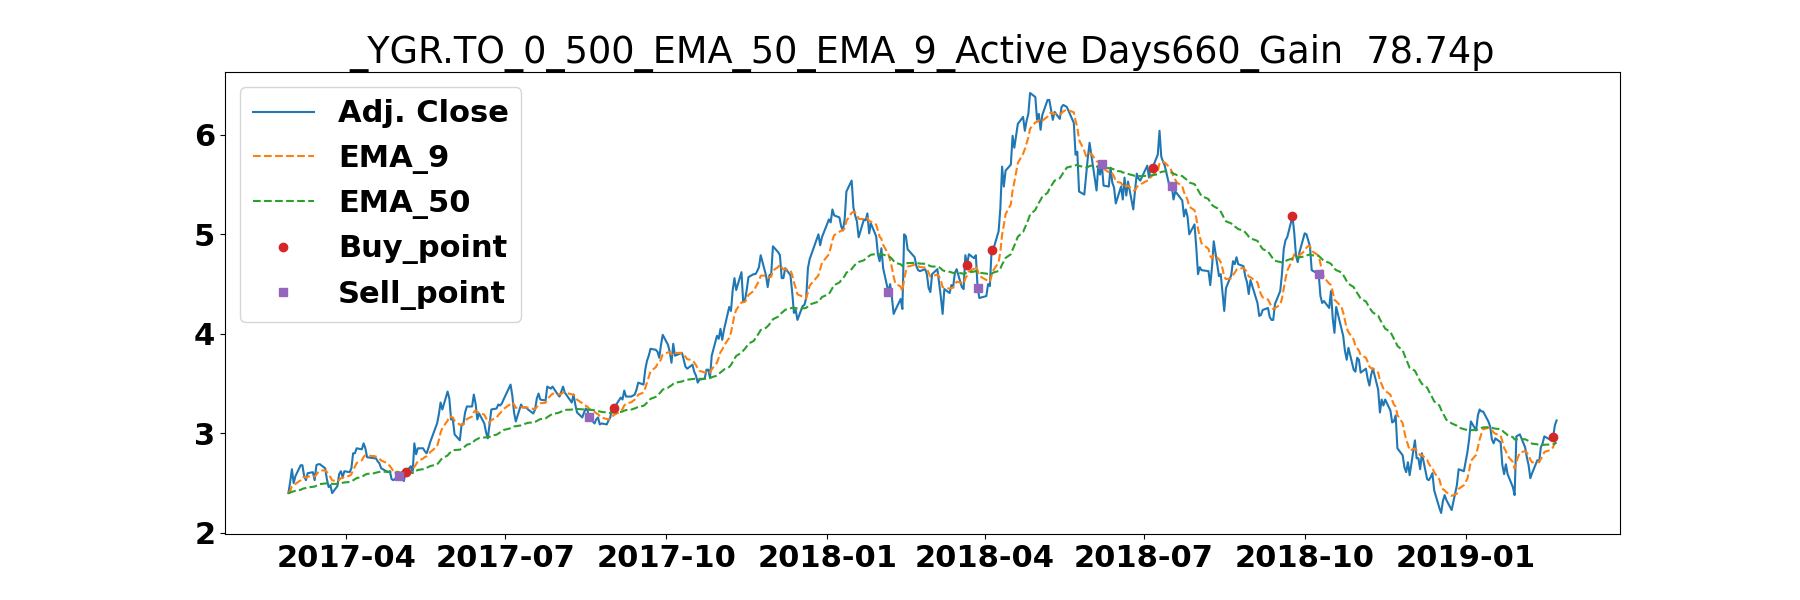 _YGR.TO_0_500_EMA_50_EMA_9_Active Days660_Gain  78.74p
Adj. Close
EMA_9
EMA_50
Buy_point
Sell_point
6
5
4
3
2
2017-04 2017-07 2017-10 2018-01 2018-04 2018-07 2018-10 2019-01